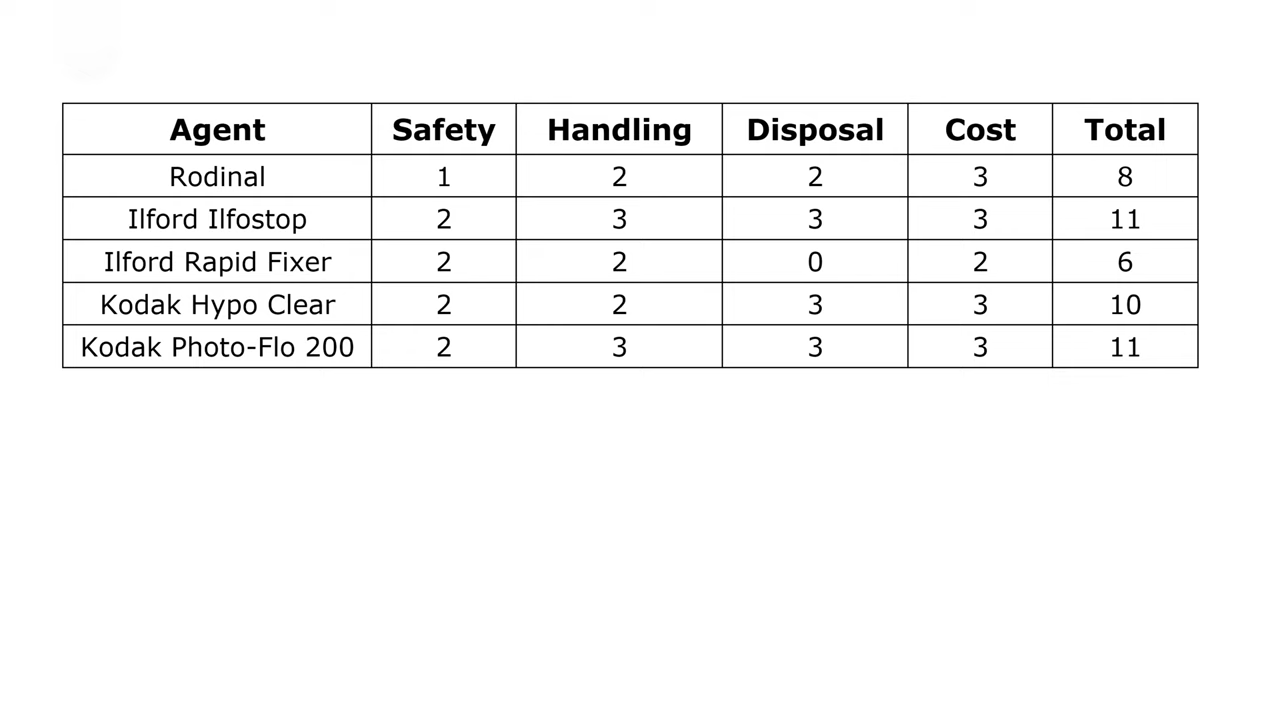 Agent Safety Handling Disposal Cost Total
Rodinal 1 2 2 3 8
Ilford Ilfostop 2 3 3 3 11
Ilford Rapid Fixer 2 2 0 2 6
Kodak Hypo Clear 2 2 3 3 10
Kodak Photo-Flo 200 2 3 3 3 11